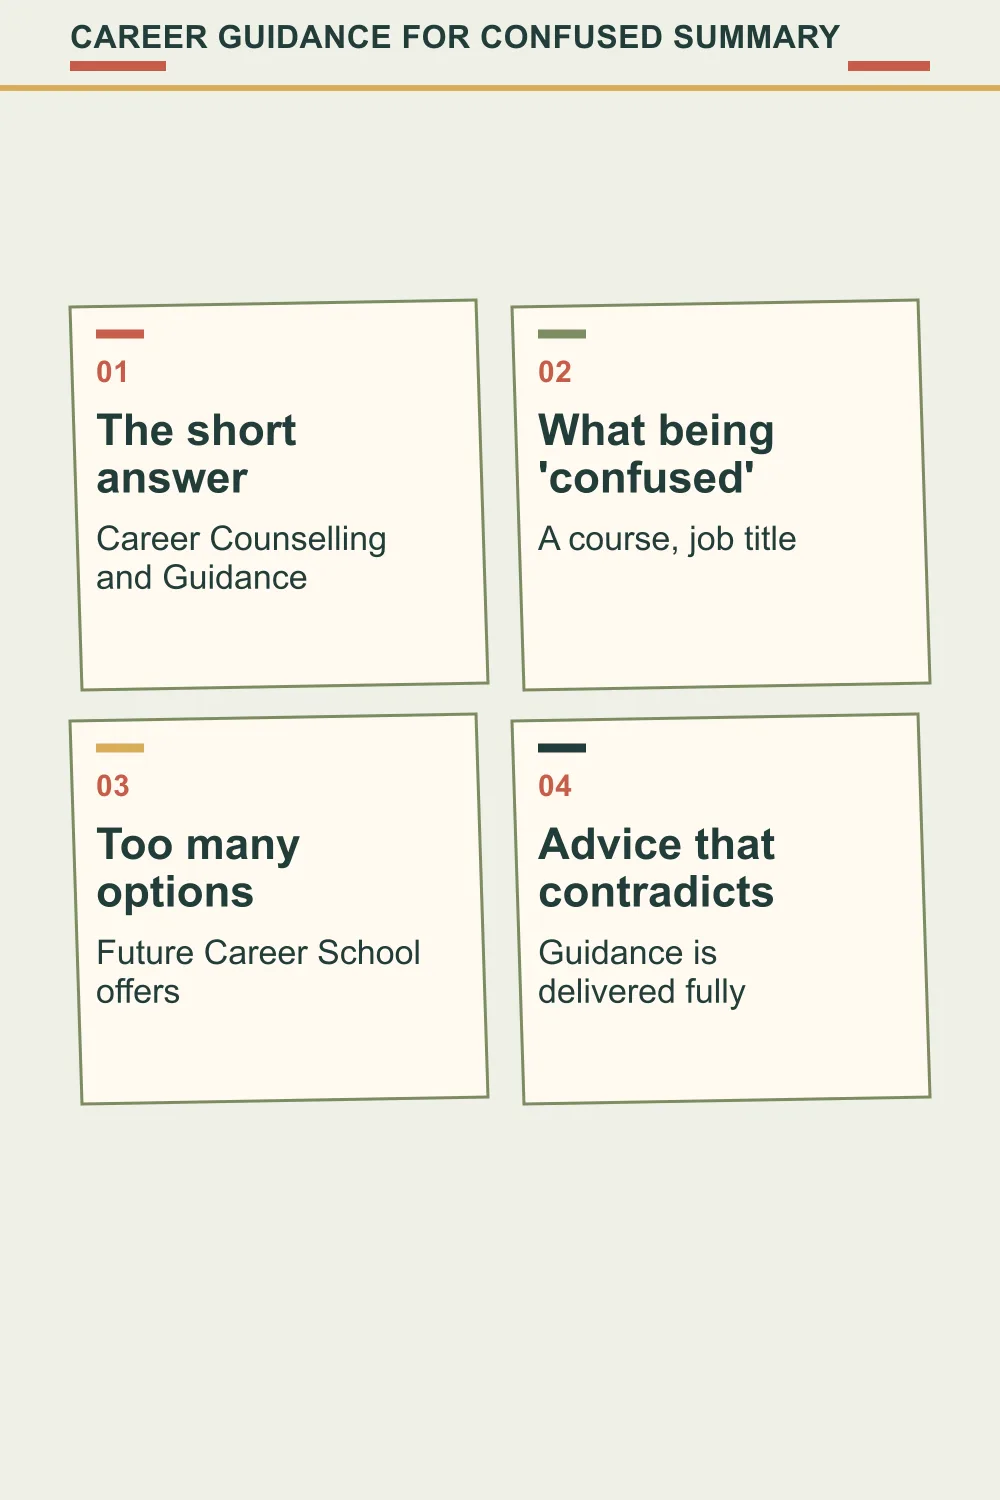 CAREER GUIDANCE FOR CONFUSED SUMMARY
01
The short
answer
Career Counselling
and Guidance
02
What being
'confused'
A course, job title
03
Too many
options
Future Career School
offers
04
Advice that
contradicts
Guidance is
delivered fully